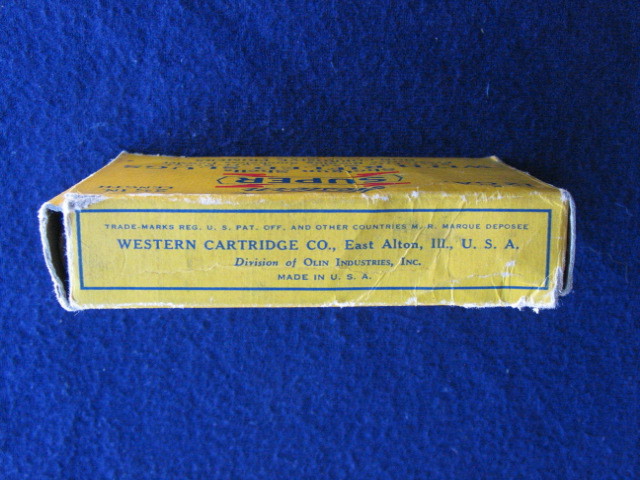 SUPER
TRADE-MARKS REG. U. S. PAT. OFF. AND OTHER COUNTRIES M. R. MARQUE DEPOSEE
WESTERN CARTRIDGE CO., East Alton, Ill., U. S. A.
Division of OLIN INDUSTRIES, INC.
MADE IN U. S. A.